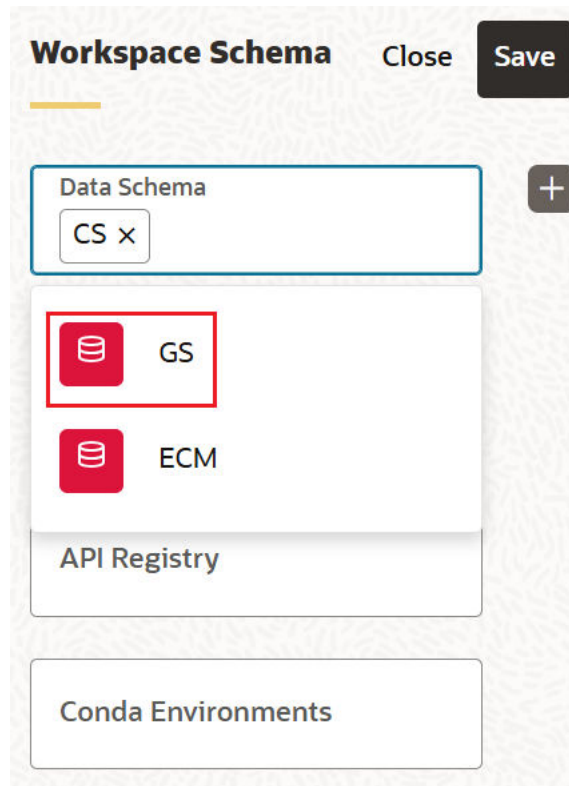 Workspace Schema Close Save
Data Schema
CS ×
GS
ECM
API Registry
Conda Environments